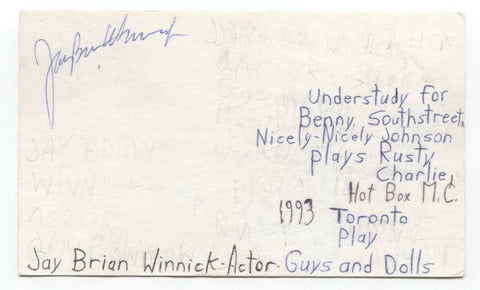 Understudy for
Benny Southstreet,
Nicely-Nicely Johnson
plays Rusty
Charlie,
Hot Box M.C.
1993 Toronto
Play
Jay Brian Winnick-Actor-Guys and Dolls